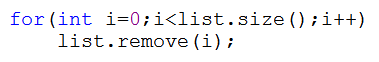 for(int i=0;i<list.size();i++)
    list.remove(i);